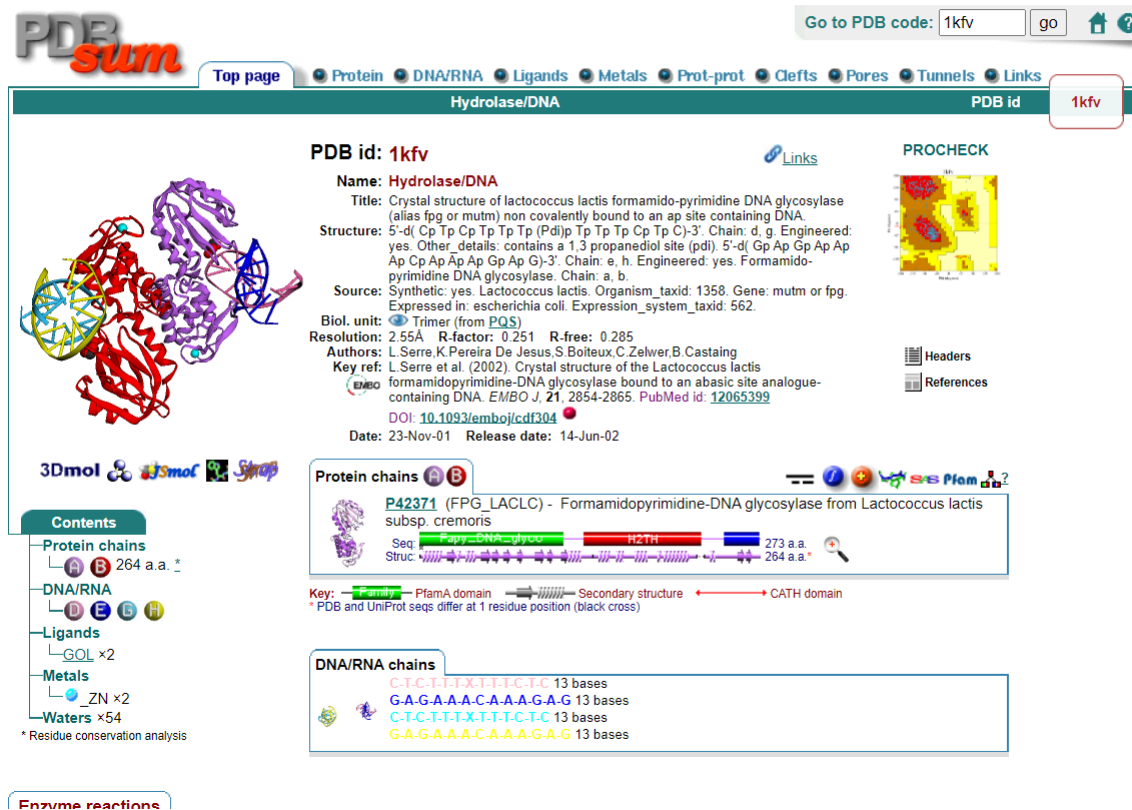 PDBsum
Go to PDB code: 1kfv go
Top page Protein DNA/RNA Ligands Metals Prot-prot Clefts Pores Tunnels Links
Hydrolase/DNA PDB id 1kfv
PDB id: 1kfv Links
PROCHECK
Name: Hydrolase/DNA
Title: Crystal structure of lactococcus lactis formamido-pyrimidine DNA glycosylase
(alias fpg or mutm) non covalently bound to an ap site containing DNA.
Structure: 5'-d( Cp Tp Cp Tp Tp Tp (Pdi)p Tp Tp Tp Cp Tp C)-3'. Chain: d, g. Engineered:
yes. Other_details: contains a 1,3 propanediol site (pdi). 5'-d( Gp Ap Gp Ap Ap
Ap Cp Ap Ap Ap Gp Ap G)-3'. Chain: e, h. Engineered: yes. Formamido-
pyrimidine DNA glycosylase. Chain: a, b.
Source: Synthetic: yes. Lactococcus lactis. Organism_taxid: 1358. Gene: mutm or fpg.
Expressed in: escherichia coli. Expression_system_taxid: 562.
Biol. unit: Trimer (from PQS)
Resolution: 2.55Å R-factor: 0.251 R-free: 0.285
Authors: L.Serre,K.Pereira De Jesus,S.Boiteux,C.Zelwer,B.Castaing
Key ref: L.Serre et al. (2002). Crystal structure of the Lactococcus lactis
EMBO formamidopyrimidine-DNA glycosylase bound to an abasic site analogue-
containing DNA. EMBO J, 21, 2854-2865. PubMed id: 12065399
DOI: 10.1093/emboj/cdf304
Date: 23-Nov-01 Release date: 14-Jun-02
Headers
References
3Dmol JSmol Strap
Protein chains A B SAS Pfam ?
P42371 (FPG_LACLC) - Formamidopyrimidine-DNA glycosylase from Lactococcus lactis
subsp. cremoris
Seq: Fapy_DNA_glyco H2TH 273 a.a.
Struc: 264 a.a.*
Key: Family PfamA domain Secondary structure CATH domain
* PDB and UniProt seqs differ at 1 residue position (black cross)
Contents
Protein chains
A B 264 a.a. *
DNA/RNA
D E G H
Ligands
GOL ×2
Metals
_ZN ×2
Waters ×54
* Residue conservation analysis
DNA/RNA chains
C-T-C-T-T-T-X-T-T-T-C-T-C 13 bases
G-A-G-A-A-A-C-A-A-A-G-A-G 13 bases
C-T-C-T-T-T-X-T-T-T-C-T-C 13 bases
G-A-G-A-A-A-C-A-A-A-G-A-G 13 bases
Enzyme reactions